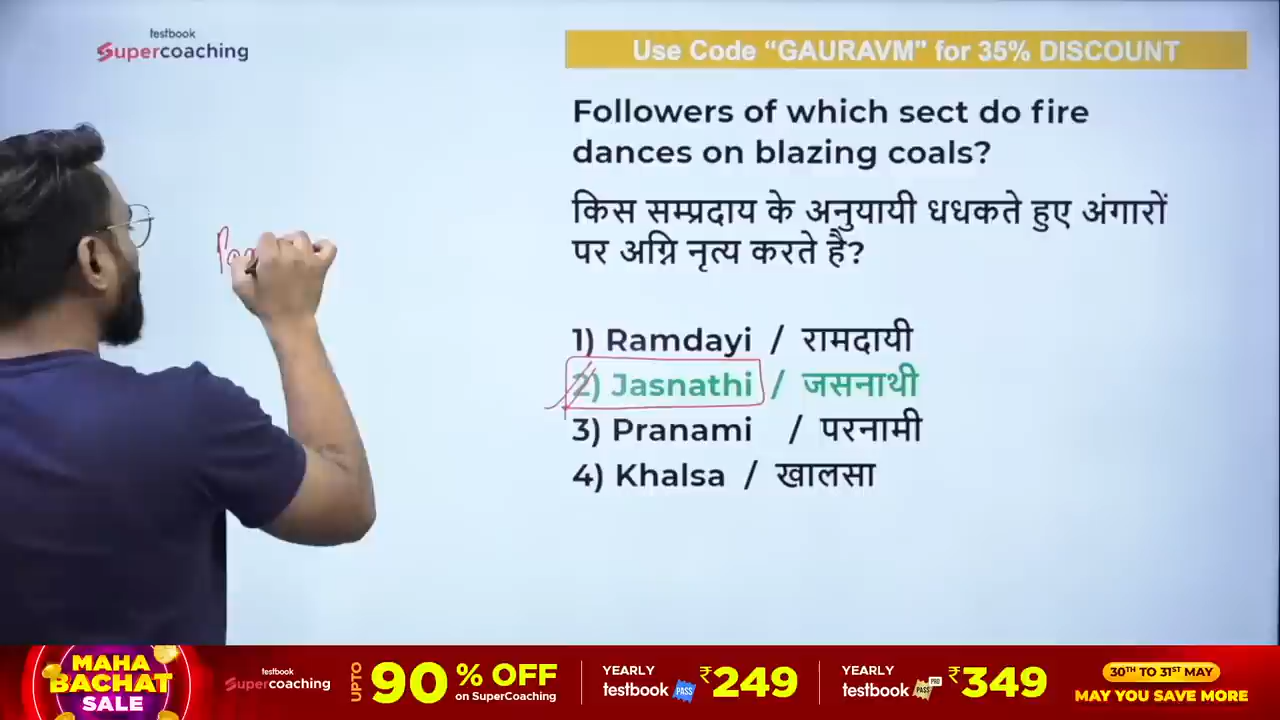 testbook
Supercoaching
Use Code “GAURAVM" for 35% DISCOUNT
Followers of which sect do fire
dances on blazing coals?
किस सम्प्रदाय के अनुयायी धधकते हुए अंगारों
पर अग्नि नृत्य करते है?
1) Ramdayi / रामदायी
2) Jasnathi / जसनाथी
3) Pranami / परनामी
4) Khalsa / खालसा
MAHA
BACHAT
SALE
testbook
Supercoaching
UPTO
90 % OFF
on SuperCoaching
YEARLY
testbook PASS
₹249
YEARLY
testbook PASS PRO
₹349
30TH TO 31ST MAY
MAY YOU SAVE MORE